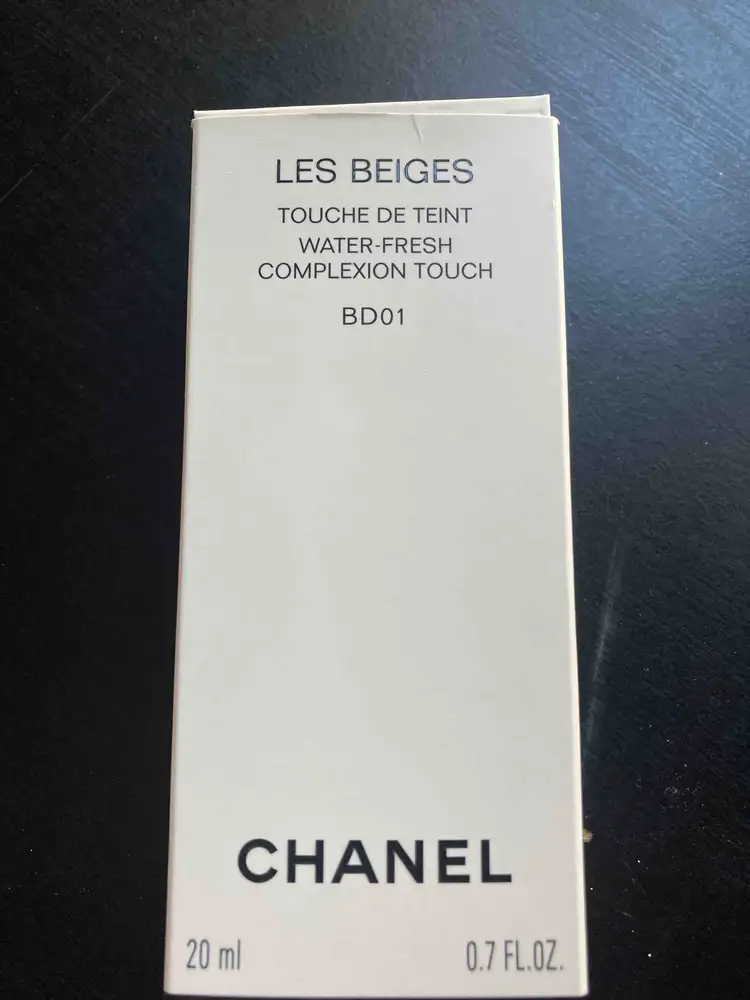 LES BEIGES
TOUCHE DE TEINT
WATER-FRESH
COMPLEXION TOUCH
BD01
CHANEL
20 ml 0.7 FL.OZ.